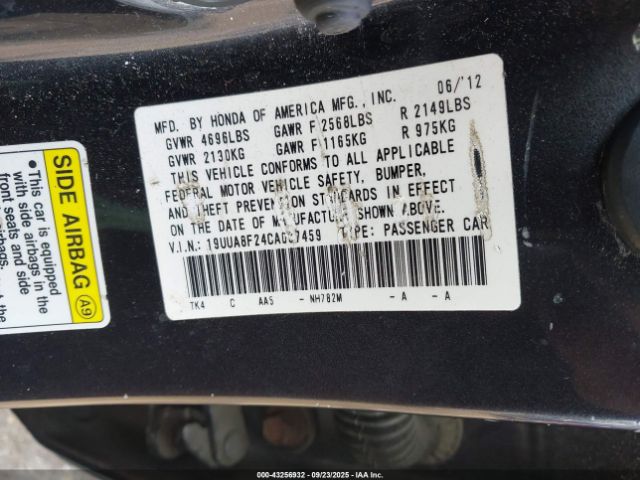 06/'12
MFD. BY HONDA OF AMERICA MFG., INC.
GVWR 4696LBS GAWR F 2568LBS R 2149LBS
GVWR 2130KG GAWR F 1165KG R 975KG
THIS VEHICLE CONFORMS TO ALL APPLICABLE
FEDERAL MOTOR VEHICLE SAFETY, BUMPER,
AND THEFT PREVENTION STANDARDS IN EFFECT
ON THE DATE OF MANUFACTURE SHOWN ABOVE.
V.I.N.: TYPE: PASSENGER CAR
TK4 C AA5 - NH782M - A - A
SIDE AIRBAG A9
•This car is equipped
with side airbags in the
front seats and side
000-43256932 - 09/23/2025 - IAAI.com